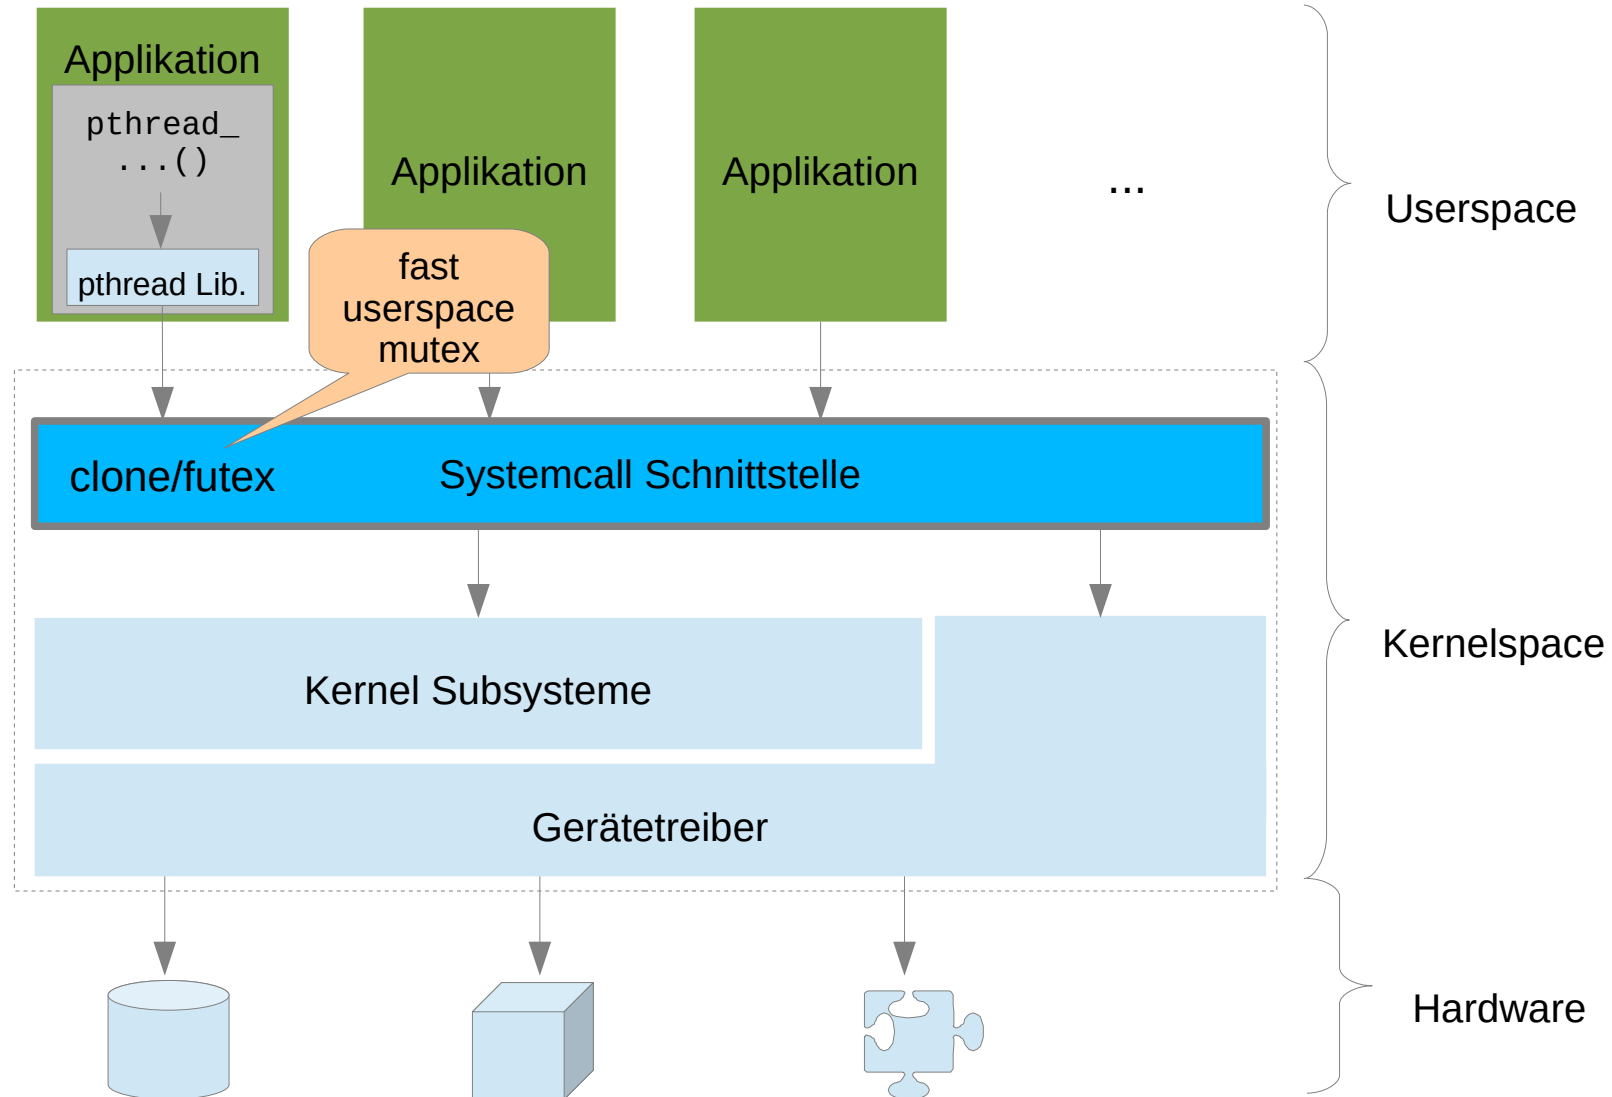 Applikation
pthread_
...()
pthread Lib.
Applikation
Applikation
...
Userspace
fast
userspace
mutex
clone/futex
Systemcall Schnittstelle
Kernel Subsysteme
Kernelspace
Gerätetreiber
Hardware